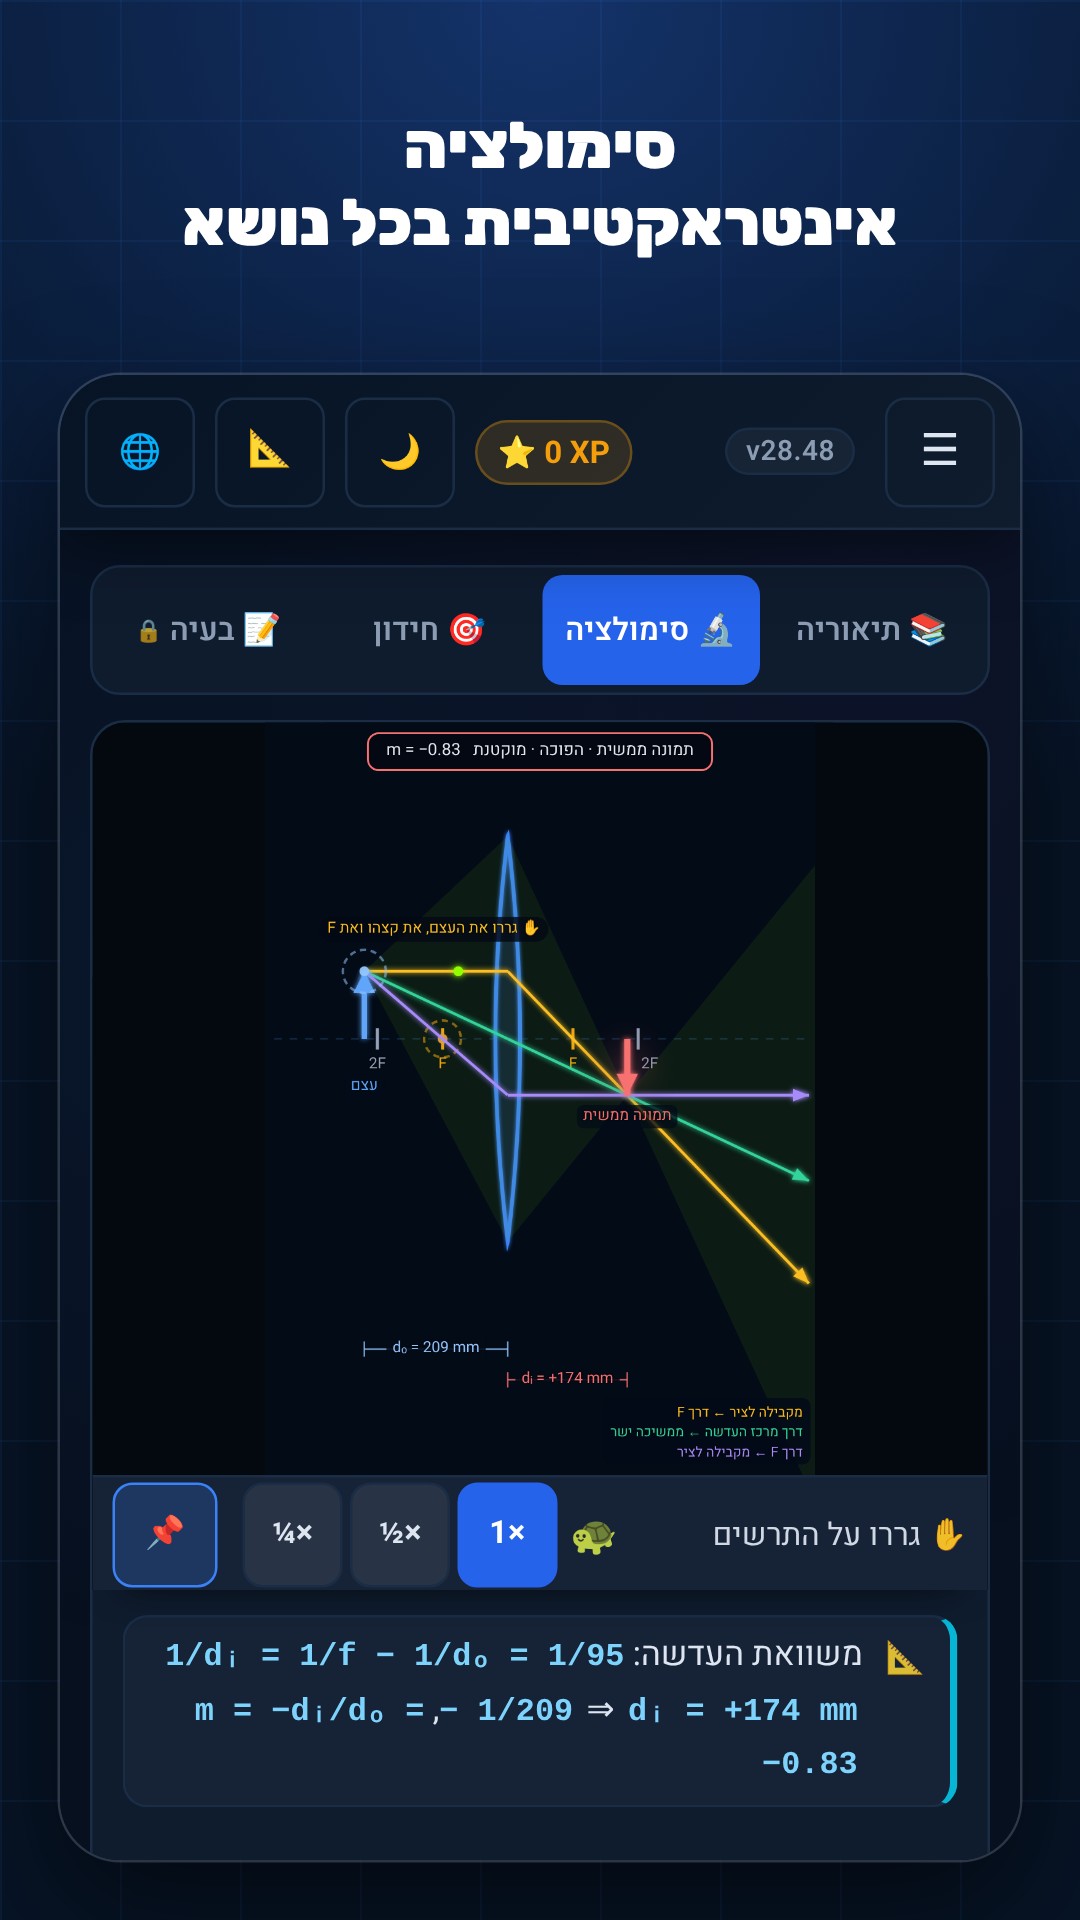 סימולציה
אינטראקטיבית בכל נושא
☰ v28.48 ⭐ 0 XP 🌙 📐 🌐
📚 תיאוריה 🔬 סימולציה 🎯 חידון 📝 בעיה 🔒
תמונה ממשית · הפוכה · מוקטנת m = −0.83
✋ גררו את העצם, את קצהו ואת F
2F F F 2F
עצם
תמונה ממשית
dₒ = 209 mm
dᵢ = +174 mm
מקבילה לציר ← דרך F
דרך מרכז העדשה ← ממשיכה ישר
דרך F ← מקבילה לציר
✋ גררו על התרשים 🐢 1× ½× ¼× 📌
📐 משוואת העדשה: 1/dᵢ = 1/f − 1/dₒ = 1/95
− 1/209 ⇒ dᵢ = +174 mm, m = −dᵢ/dₒ =
−0.83